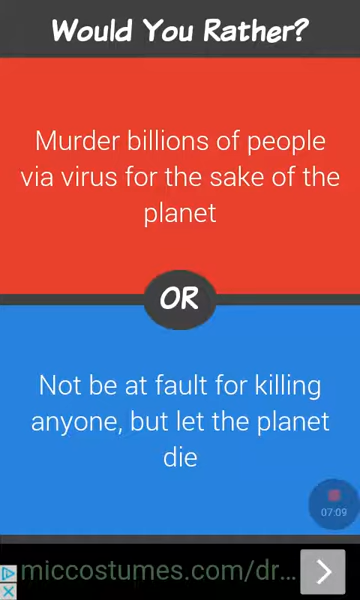 Would You Rather?
Murder billions of people
via virus for the sake of the
planet
OR
Not be at fault for killing
anyone, but let the planet
die
07:09
miccostumes.com/dr...